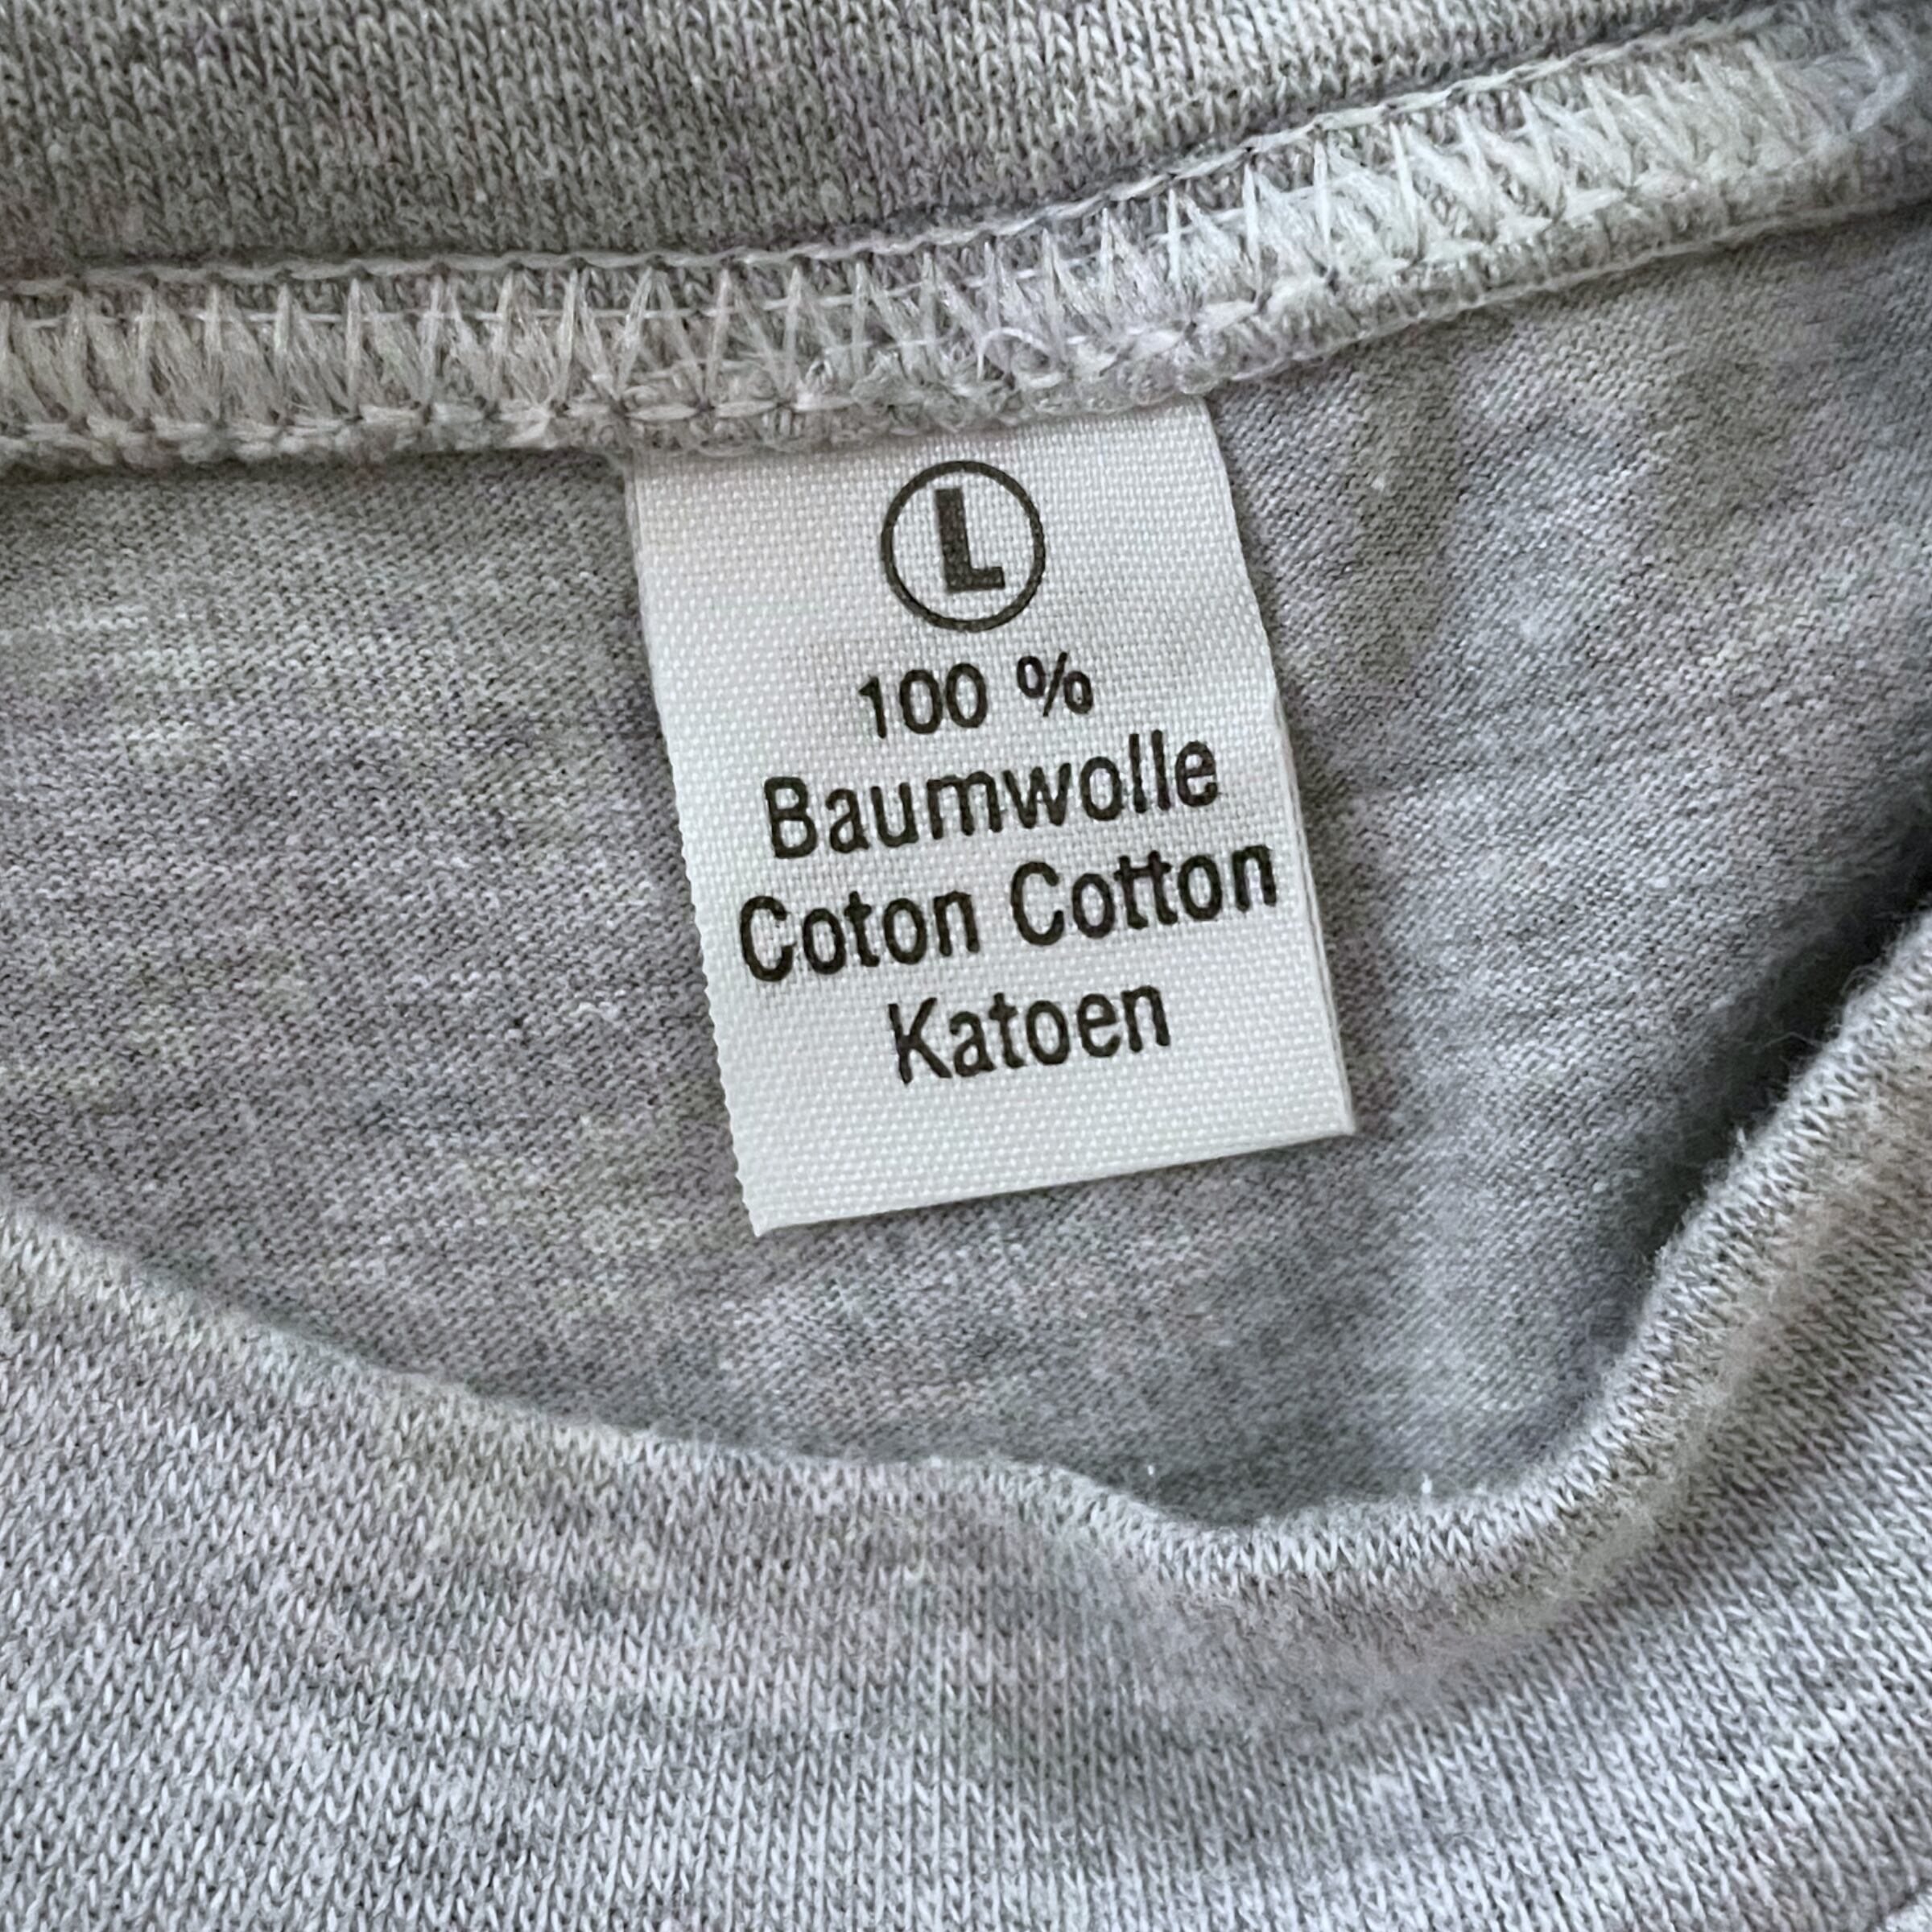 L
100 %
Baumwolle
Coton Cotton
Katoen